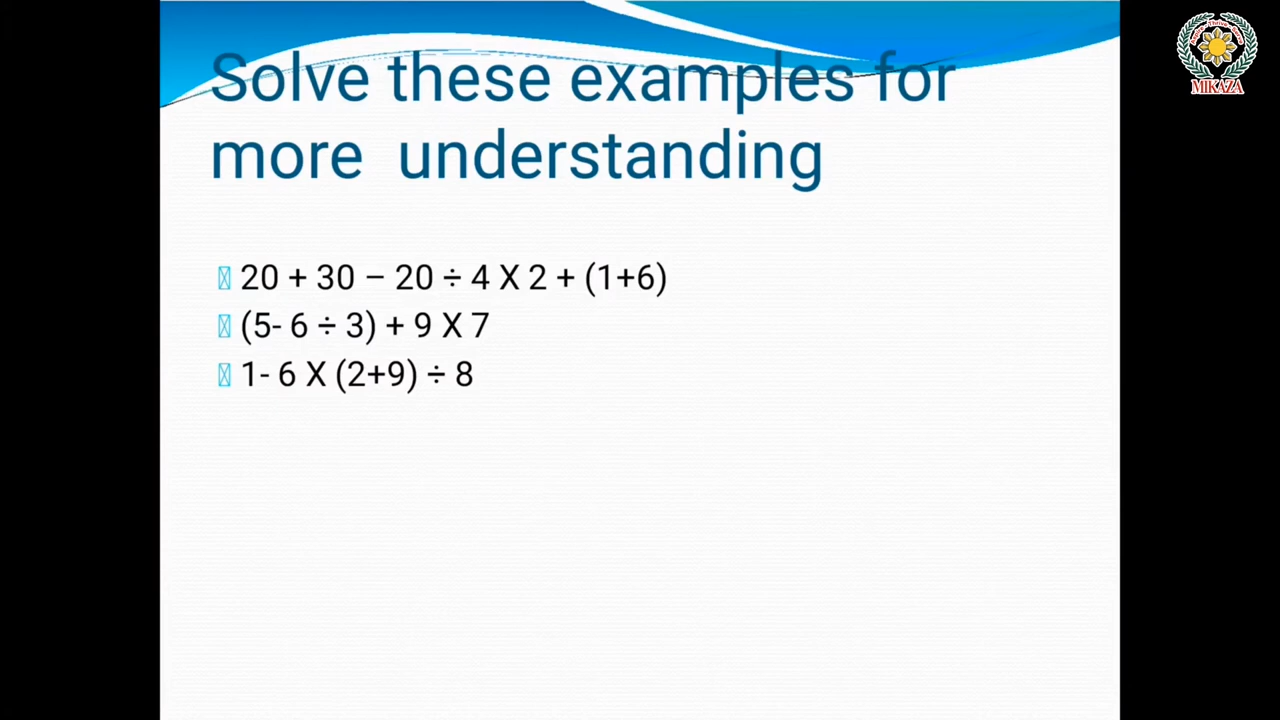 Solve these examples for
more understanding
20 + 30 – 20 ÷ 4 X 2 + (1+6)
(5- 6 ÷ 3) + 9 X 7
1- 6 X (2+9) ÷ 8
MIKAZA